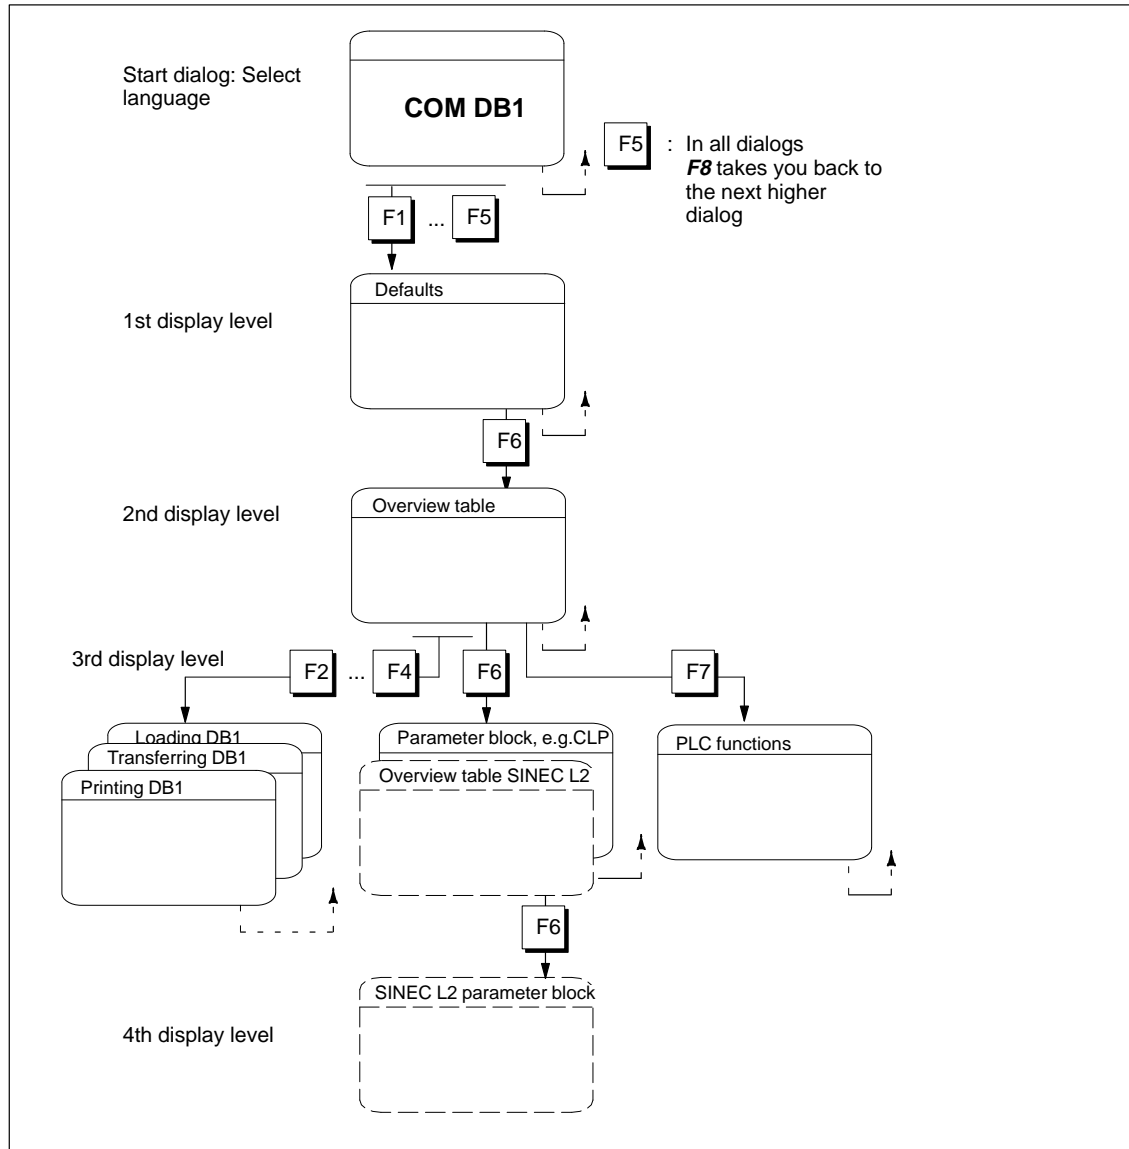 Start dialog: Select
language
COM DB1
F5 : In all dialogs
F8 takes you back to
the next higher
dialog
F1 ... F5
Defaults
1st display level
F6
Overview table
2nd display level
3rd display level
F2 ... F4 F6 F7
Loading DB1
Transferring DB1
Printing DB1
Parameter block, e.g.CLP
Overview table SINEC L2
PLC functions
F6
SINEC L2 parameter block
4th display level